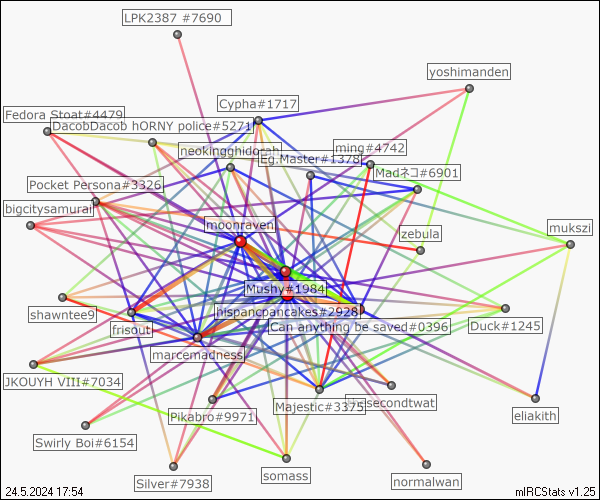 LPK2387 #7690
yoshimanden
Cypha#1717
Fedora Stoat#4479
DacobDacob hORNY police#5271
ming#4742
neokingghidorah
Eg.Master#1378
Madネコ#6901
Pocket Persona#3326
bigcitysamurai
moonraven
mukszi
zebula
Mushy#1984
shawntee9
hispancpancakes#2928
frisout
Can anything be saved#0396
Duck#1245
marcemadness
JKOUYH VIII#7034
Pikabro#9971
Majestic#3375
secondtwat
eliakith
Swirly Boi#6154
somass
Silver#7938
normalwan
24.5.2024 17:54
mIRCStats v1.25